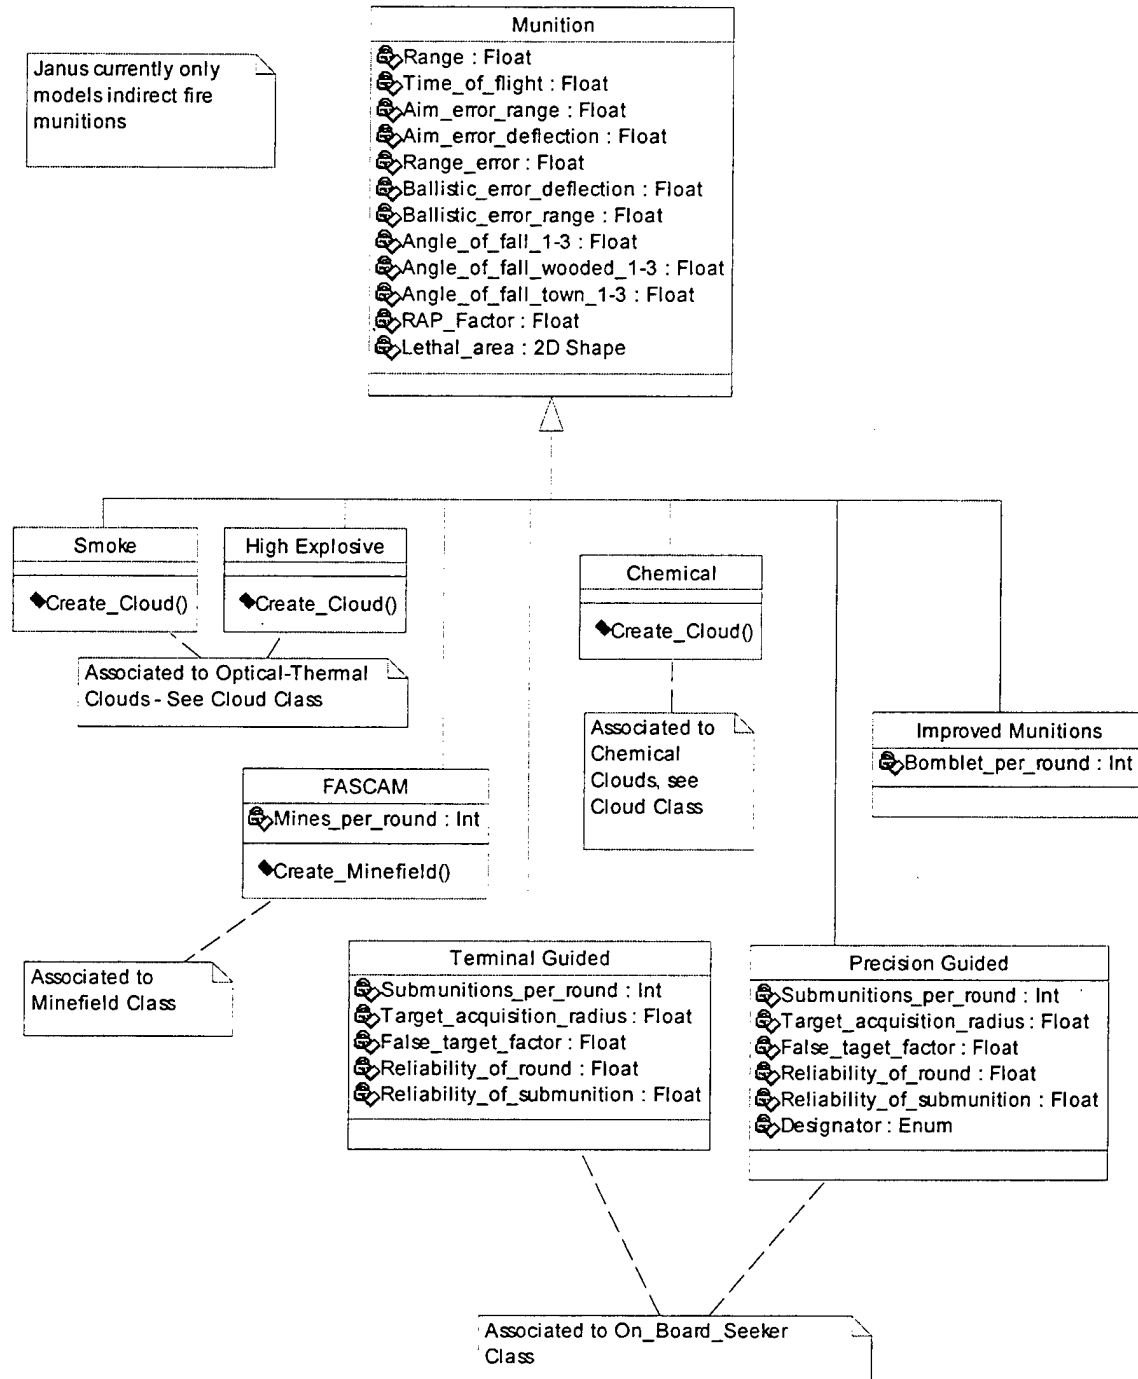 Munition
Range : Float
Time_of_flight : Float
Aim_error_range : Float
Aim_error_deflection : Float
Range_error : Float
Ballistic_error_deflection : Float
Ballistic_error_range : Float
Angle_of_fall_1-3 : Float
Angle_of_fall_wooded_1-3 : Float
Angle_of_fall_town_1-3 : Float
RAP_Factor : Float
Lethal_area : 2D Shape
Janus currently only
models indirect fire
munitions
Smoke
Create_Cloud()
High Explosive
Create_Cloud()
Associated to Optical-Thermal
Clouds - See Cloud Class
Chemical
Create_Cloud()
Associated to
Chemical
Clouds, see
Cloud Class
Improved Munitions
Bomblet_per_round : Int
FASCAM
Mines_per_round : Int
Create_Minefield()
Associated to
Minefield Class
Terminal Guided
Submunitions_per_round : Int
Target_acquisition_radius : Float
False_target_factor : Float
Reliability_of_round : Float
Reliability_of_submunition : Float
Precision Guided
Submunitions_per_round : Int
Target_acquisition_radius : Float
False_taget_factor : Float
Reliability_of_round : Float
Reliability_of_submunition : Float
Designator : Enum
Associated to On_Board_Seeker
Class